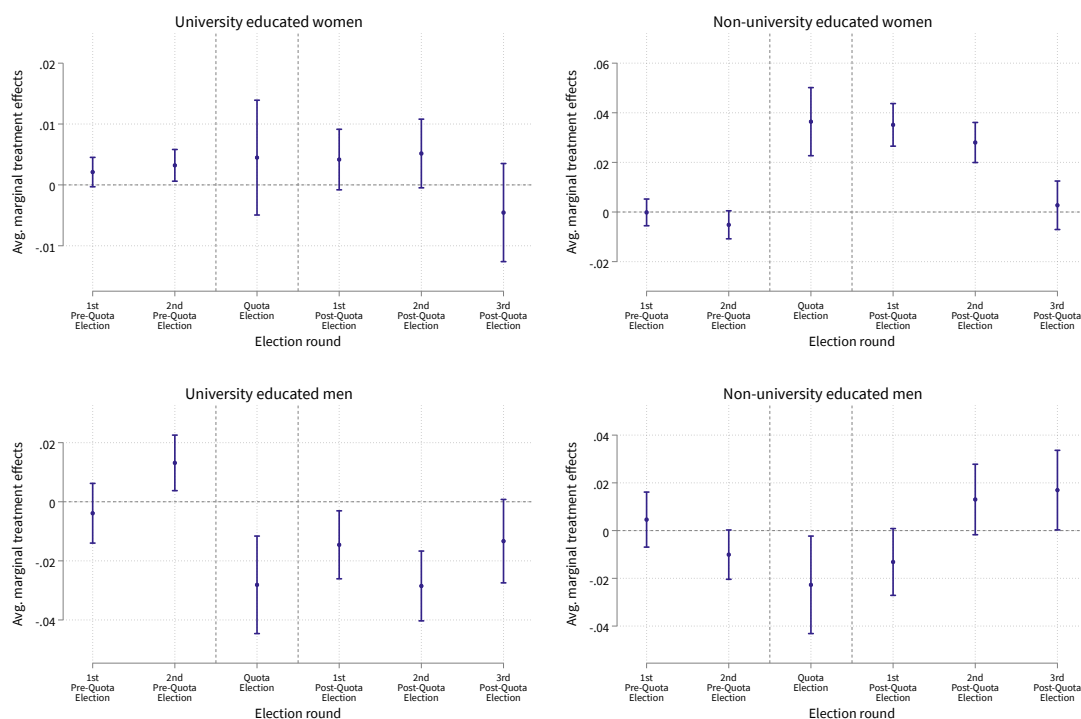 University educated women
Avg. marginal treatment effects
.02
.01
0
-.01
1st
Pre-Quota
Election
2nd
Pre-Quota
Election
Quota
Election
1st
Post-Quota
Election
2nd
Post-Quota
Election
3rd
Post-Quota
Election
Election round
Non-university educated women
Avg. marginal treatment effects
.06
.04
.02
0
-.02
1st
Pre-Quota
Election
2nd
Pre-Quota
Election
Quota
Election
1st
Post-Quota
Election
2nd
Post-Quota
Election
3rd
Post-Quota
Election
Election round
University educated men
Avg. marginal treatment effects
.02
0
-.02
-.04
1st
Pre-Quota
Election
2nd
Pre-Quota
Election
Quota
Election
1st
Post-Quota
Election
2nd
Post-Quota
Election
3rd
Post-Quota
Election
Election round
Non-university educated men
Avg. marginal treatment effects
.04
.02
0
-.02
-.04
1st
Pre-Quota
Election
2nd
Pre-Quota
Election
Quota
Election
1st
Post-Quota
Election
2nd
Post-Quota
Election
3rd
Post-Quota
Election
Election round